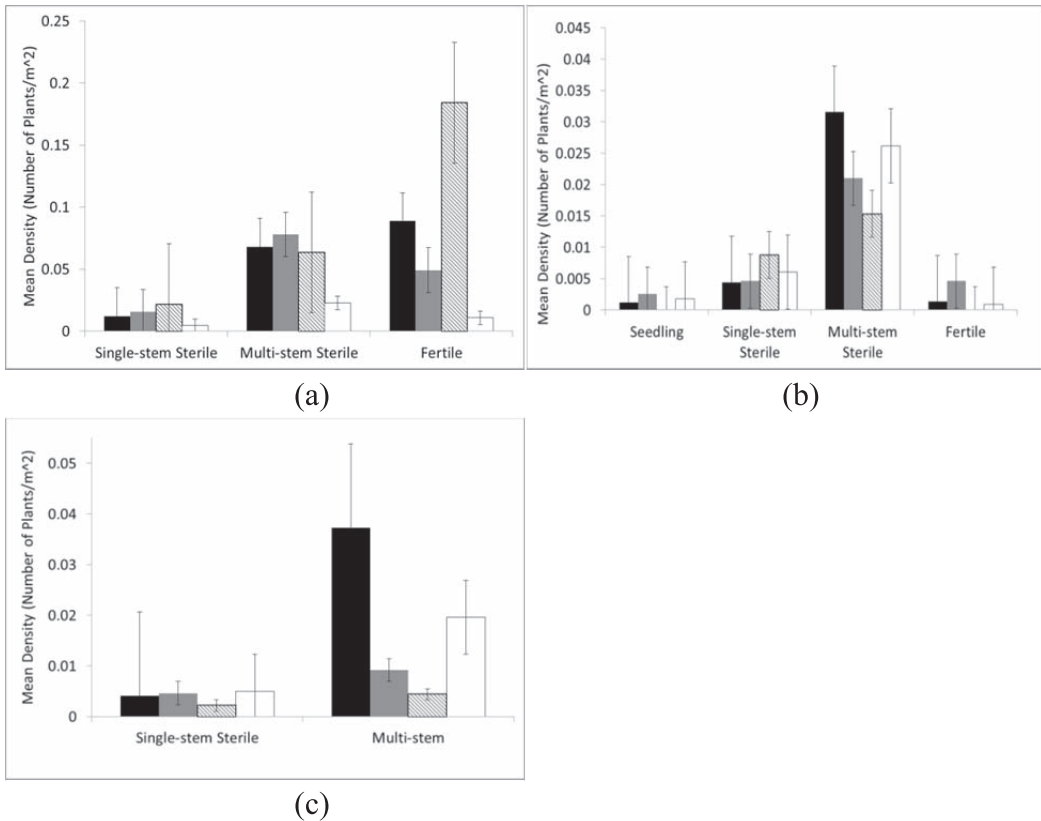 Mean Density (Number of Plants/m^2)
0.25
0.2
0.15
0.1
0.05
0
Single-stem Sterile
Multi-stem Sterile
Fertile
(a)
Mean Density (Number of Plants/m^2)
0.045
0.04
0.035
0.03
0.025
0.02
0.015
0.01
0.005
0
Seedling
Single-stem
Sterile
Multi-stem
Sterile
Fertile
(b)
Mean Density (Number of Plants/m^2)
0.05
0.04
0.03
0.02
0.01
0
Single-stem Sterile
Multi-stem
(c)